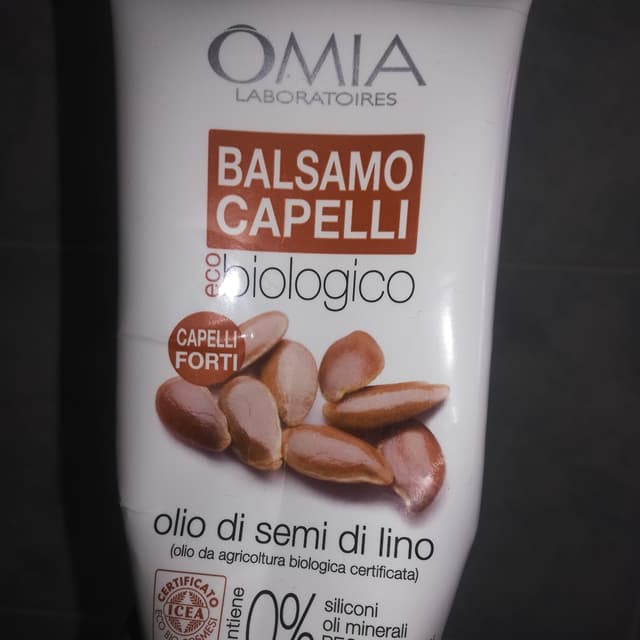 ÔMIA
LABORATOIRES
BALSAMO
CAPELLI
eco
biologico
CAPELLI
FORTI
olio di semi di lino
(olio da agricoltura biologica certificata)
CERTIFICATO
ICEA
0%
siliconi
oli minerali